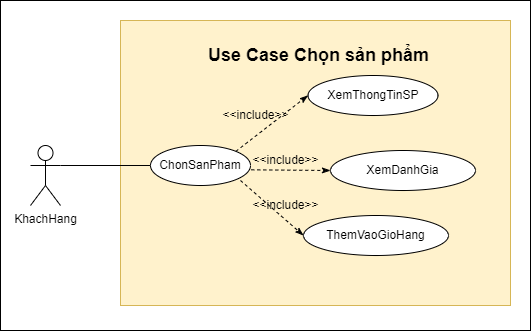 Use Case Chọn sản phẩm
XemThongTinSP
<<include>>
ChonSanPham
<<include>>
XemDanhGia
KhachHang
<<include>>
ThemVaoGioHang